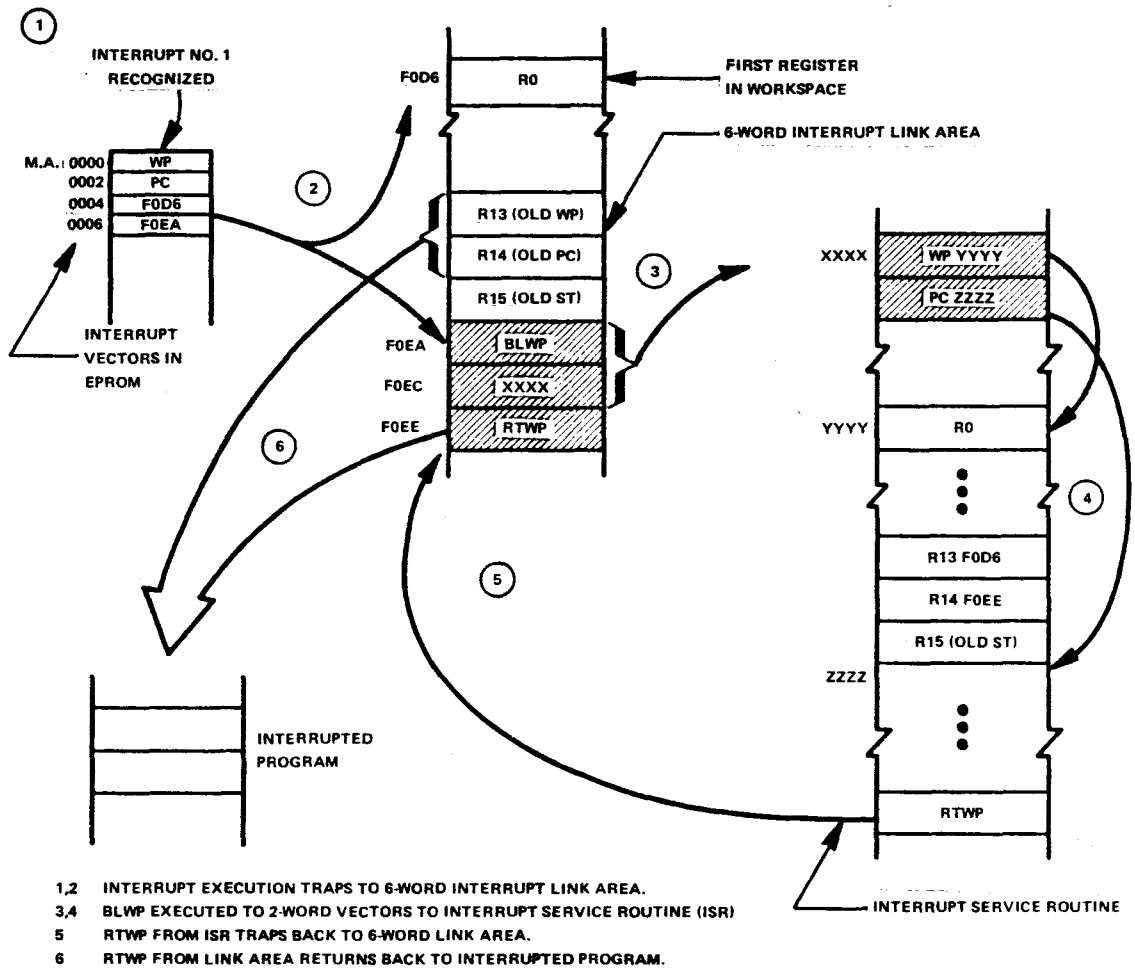 1
INTERRUPT NO. 1
RECOGNIZED
M.A. 0000 WP
0002 PC
0004 F0D6
0006 F0EA
INTERRUPT
VECTORS IN
EPROM
2
F0D6 R0
FIRST REGISTER
IN WORKSPACE
6-WORD INTERRUPT LINK AREA
R13 (OLD WP)
R14 (OLD PC)
R15 (OLD ST)
F0EA BLWP
F0EC XXXX
F0EE RTWP
3
XXXX WP YYYY
PC ZZZZ
YYYY R0
4
R13 F0D6
R14 F0EE
R15 (OLD ST)
ZZZZ
RTWP
6
5
INTERRUPTED
PROGRAM
INTERRUPT SERVICE ROUTINE
1,2 INTERRUPT EXECUTION TRAPS TO 6-WORD INTERRUPT LINK AREA.
3,4 BLWP EXECUTED TO 2-WORD VECTORS TO INTERRUPT SERVICE ROUTINE (ISR)
5 RTWP FROM ISR TRAPS BACK TO 6-WORD LINK AREA.
6 RTWP FROM LINK AREA RETURNS BACK TO INTERRUPTED PROGRAM.